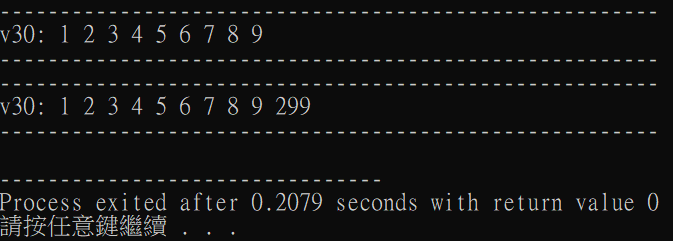 -------------------------------------------------------
v30: 1 2 3 4 5 6 7 8 9
-------------------------------------------------------
-------------------------------------------------------
v30: 1 2 3 4 5 6 7 8 9 299
-------------------------------------------------------
--------------------------------
Process exited after 0.2079 seconds with return value 0
請按任意鍵繼續 . . .